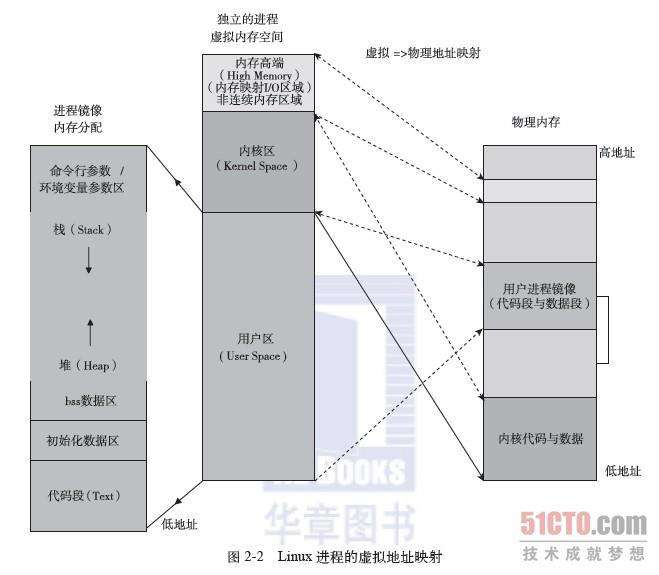 独立的进程
虚拟内存空间
虚拟 =>物理地址映射
内存高端
(High Memory)
(内存映射I/O区域)
非连续内存区域
进程镜像
内存分配
物理内存
高地址
命令行参数 /
环境变量参数区
内核区
(Kernel Space)
栈(Stack)
用户进程镜像
(代码段与数据段)
用户区
(User Space)
堆(Heap)
bss数据区
初始化数据区
内核代码与数据
代码段(Text)
低地址
低地址
BOOKS
华章图书
51CTO.com
技术成就梦想
图 2-2 Linux 进程的虚拟地址映射